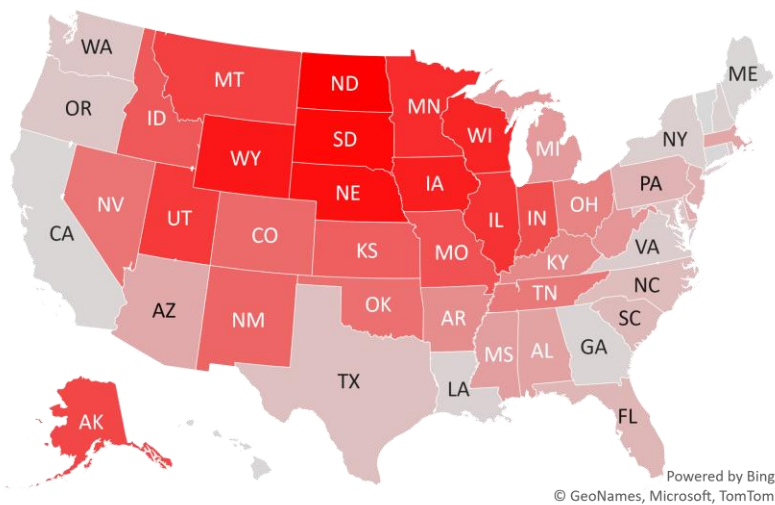 WA
ME
MT
ND
MN
OR
ID
SD
WI
NY
MI
WY
IA
PA
NE
NV
UT
IL
IN
OH
CA
CO
VA
KS
MO
KY
NC
TN
AZ
NM
OK
AR
SC
MS
AL
GA
TX
LA
AK
FL
Powered by Bing
© GeoNames, Microsoft, TomTom